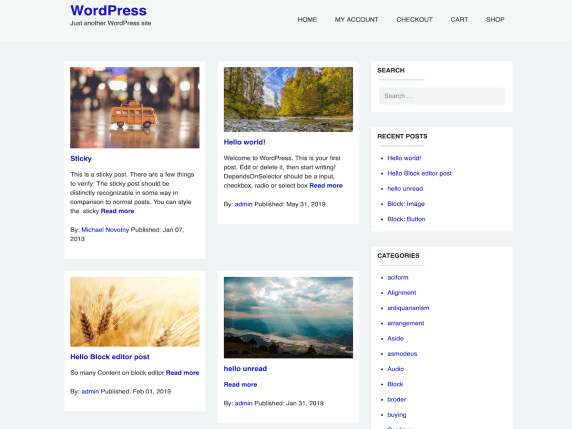 WordPress
Just another WordPress site
HOME
MY ACCOUNT
CHECKOUT
CART
SHOP
Sticky
This is a sticky post. There are a few things
to verify: The sticky post should be
distinctly recognizable in some way in
comparison to normal posts. You can style
the .sticky Read more
By: Michael Novotny Published: Jan 07,
2013
Hello world!
Welcome to WordPress. This is your first
post. Edit or delete it, then start writing!
DependsOnSelector should be a input,
checkbox, radio or select box Read more
By: admin Published: May 31, 2019
Hello Block editor post
So many Content on block editor Read more
By: admin Published: Feb 01, 2019
hello unread
Read more
By: admin Published: Jan 31, 2019
SEARCH
Search …
RECENT POSTS
Hello world!
Hello Block editor post
hello unread
Block: Image
Block: Button
CATEGORIES
aciform
Alignment
antiquarianism
arrangement
Aside
asmodeus
Audio
Block
broder
buying